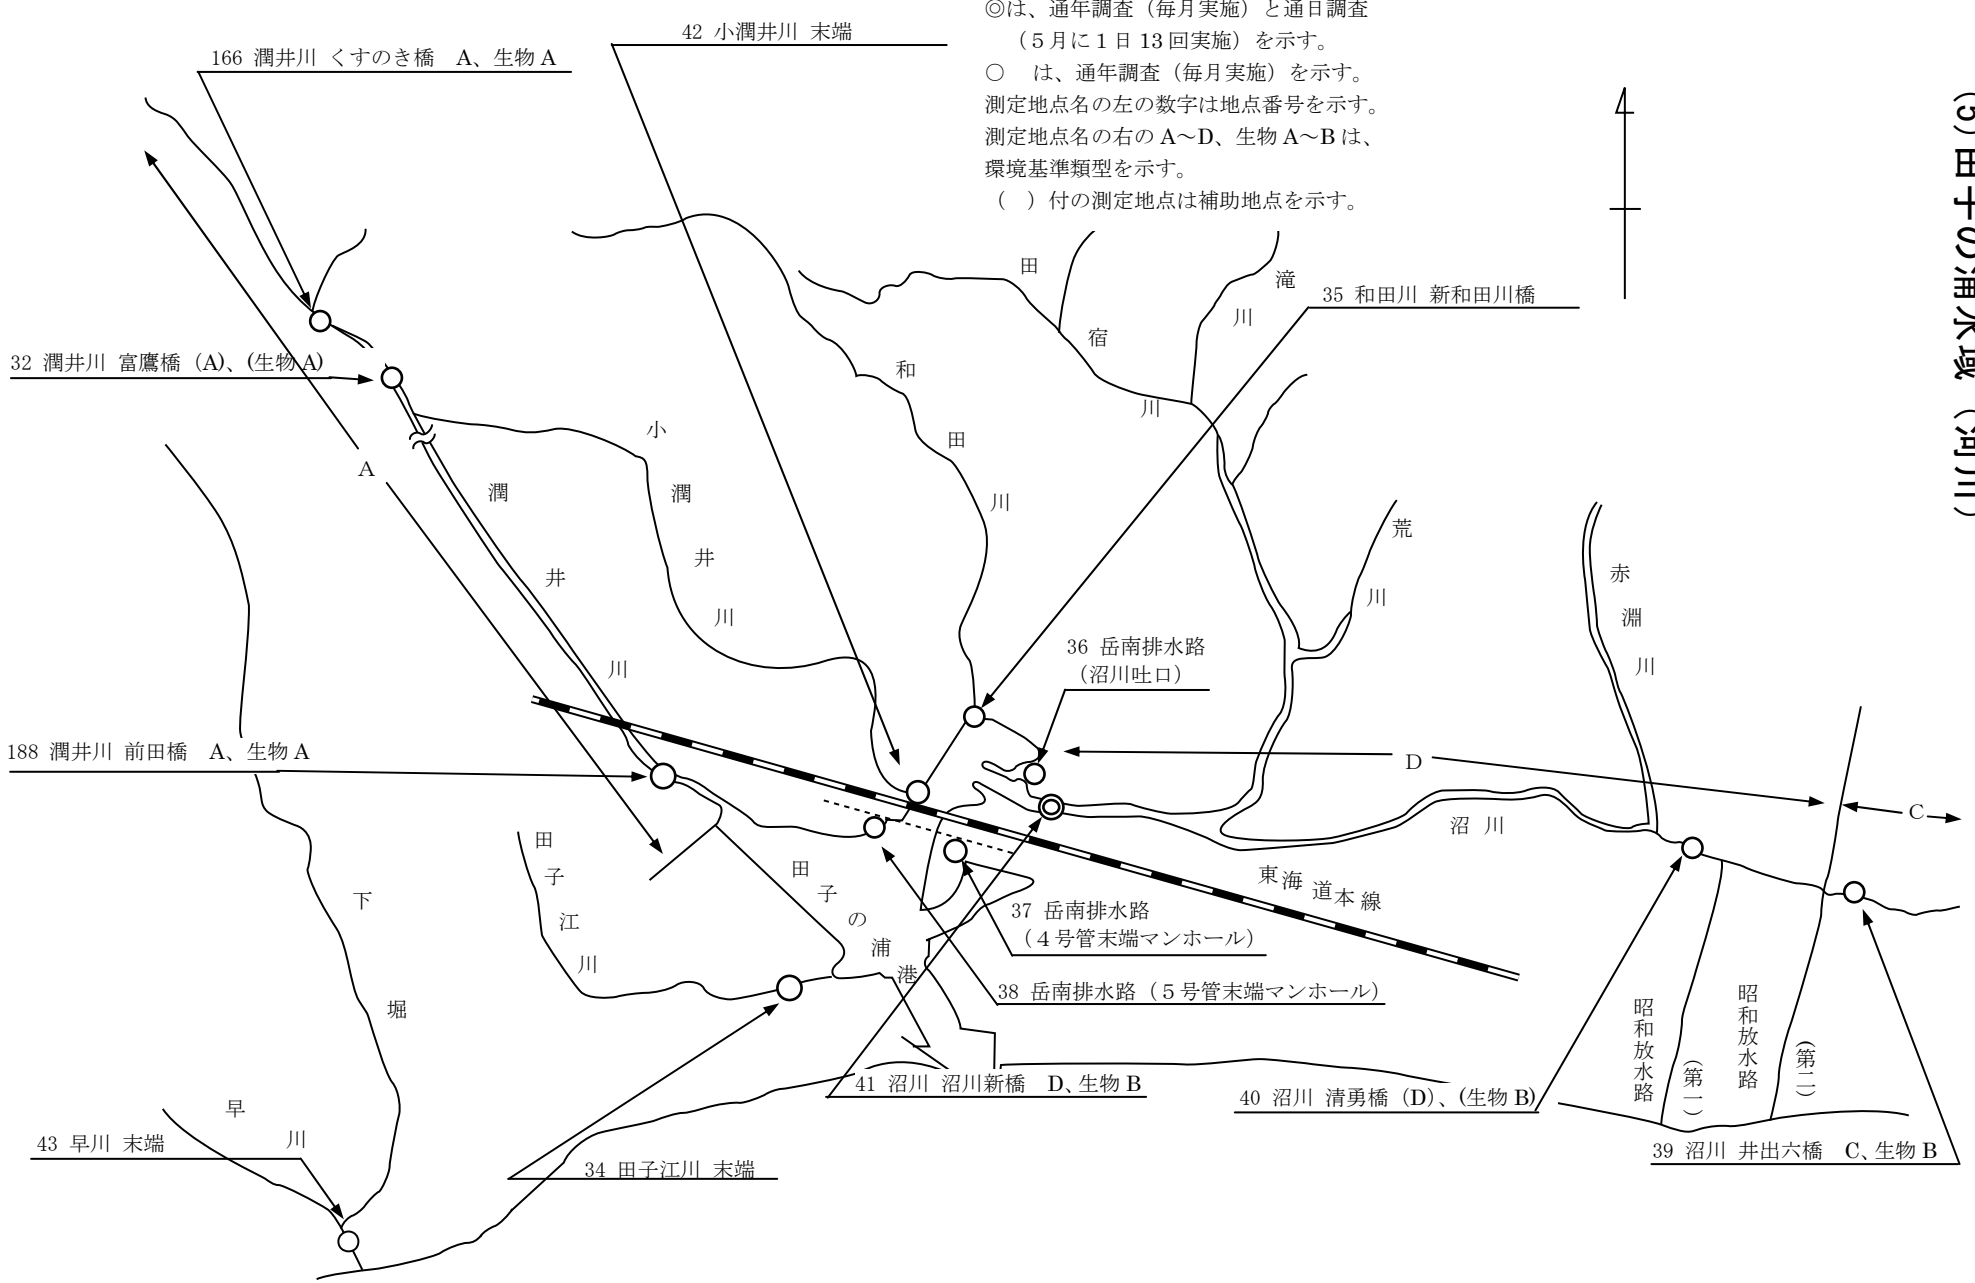 ◎は、通年調査（毎月実施）と通日調査
（５月に１日 13 回実施）を示す。
○　は、通年調査（毎月実施）を示す。
測定地点名の左の数字は地点番号を示す。
測定地点名の右の A～D、生物 A～B は、
環境基準類型を示す。
（　）付の測定地点は補助地点を示す。
（5）田子の浦水域（河川）
42 小潤井川 末端
166 潤井川 くすのき橋　A、生物 A
35 和田川 新和田川橋
32 潤井川 富鷹橋（A）、（生物 A）
田宿川
滝川
和田川
小潤井川
潤井川
A
荒川
赤淵川
36 岳南排水路
（沼川吐口）
188 潤井川 前田橋　A、生物 A
D
C
沼川
東海道本線
田子江川
田子の浦港
下堀
37 岳南排水路
（４号管末端マンホール）
38 岳南排水路（５号管末端マンホール）
昭和放水路
（第一）
昭和放水路
（第二）
41 沼川 沼川新橋　D、生物 B
40 沼川 清勇橋（D）、（生物 B）
39 沼川 井出六橋　C、生物 B
早川
43 早川 末端
34 田子江川 末端